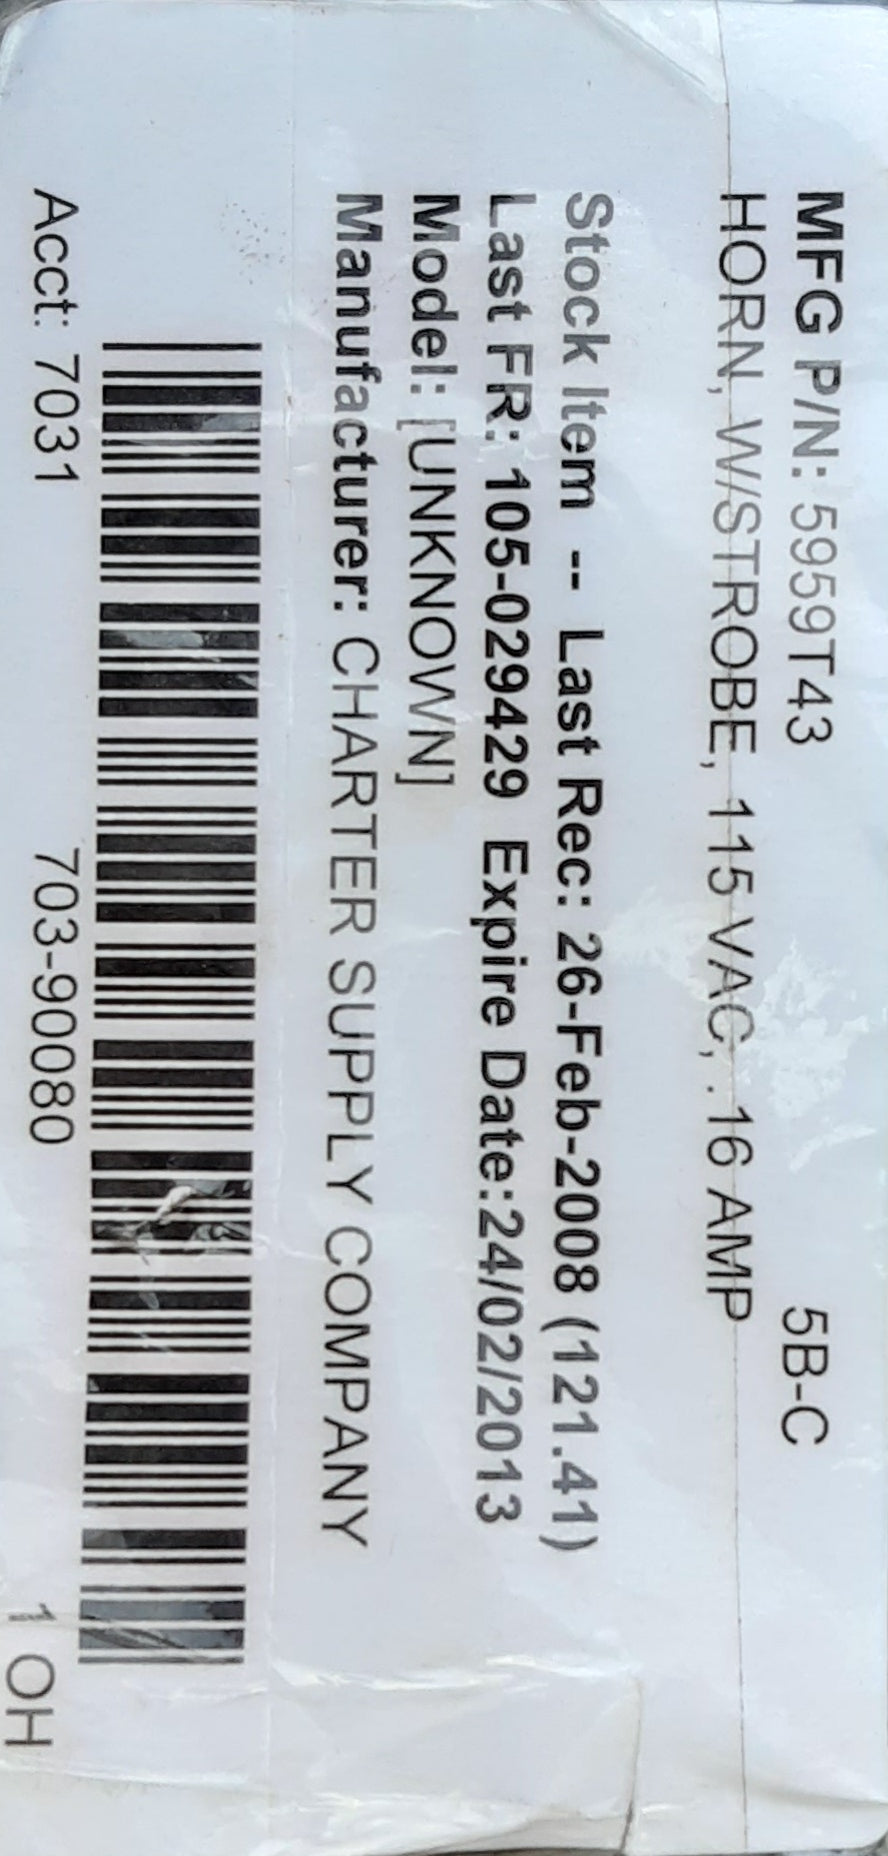 MFG P/N: 5959T43 5B-C
HORN, W/STROBE, 115 VAC, .16 AMP
Stock Item -- Last Rec: 26-Feb-2008 (121.41)
Last FR: 105-029429 Expire Date:24/02/2013
Model: [UNKNOWN]
Manufacturer: CHARTER SUPPLY COMPANY
Acct: 7031 703-90080 1 OH